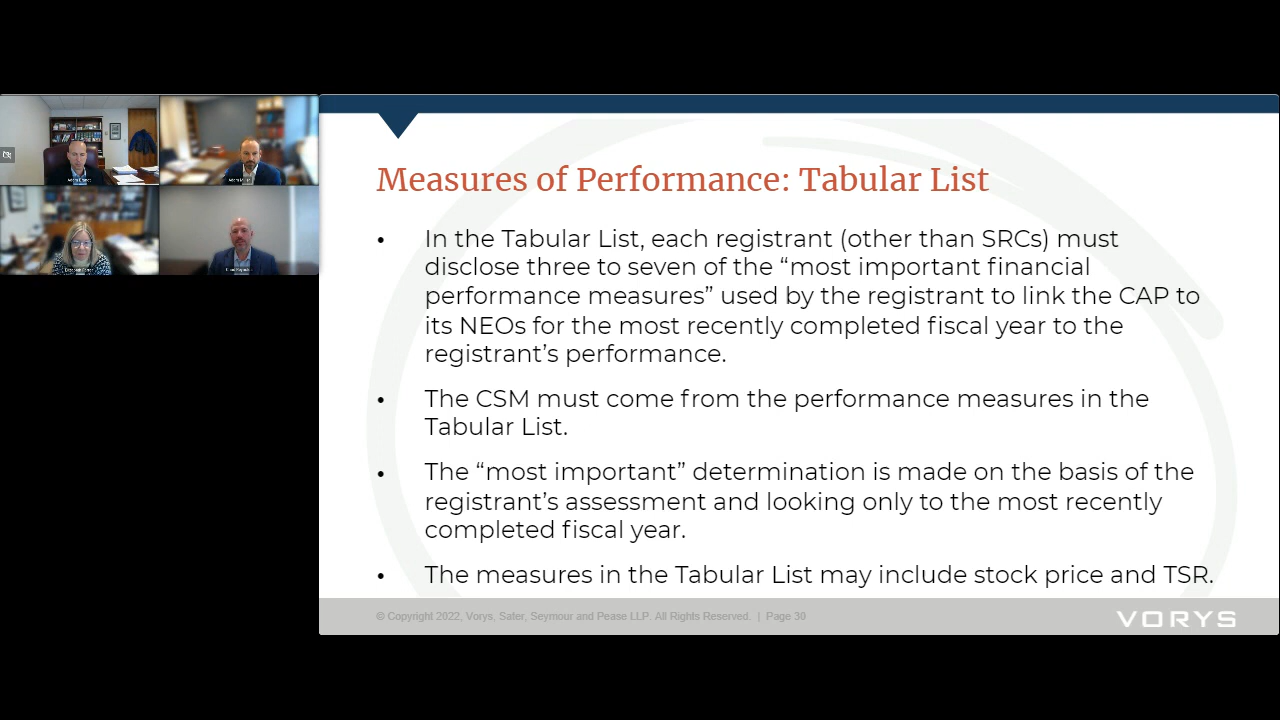 Measures of Performance: Tabular List
• In the Tabular List, each registrant (other than SRCs) must
disclose three to seven of the “most important financial
performance measures” used by the registrant to link the CAP to
its NEOs for the most recently completed fiscal year to the
registrant’s performance.
• The CSM must come from the performance measures in the
Tabular List.
• The “most important” determination is made on the basis of the
registrant’s assessment and looking only to the most recently
completed fiscal year.
• The measures in the Tabular List may include stock price and TSR.
© Copyright 2022, Vorys, Sater, Seymour and Pease LLP. All Rights Reserved. | Page 30
VORYS